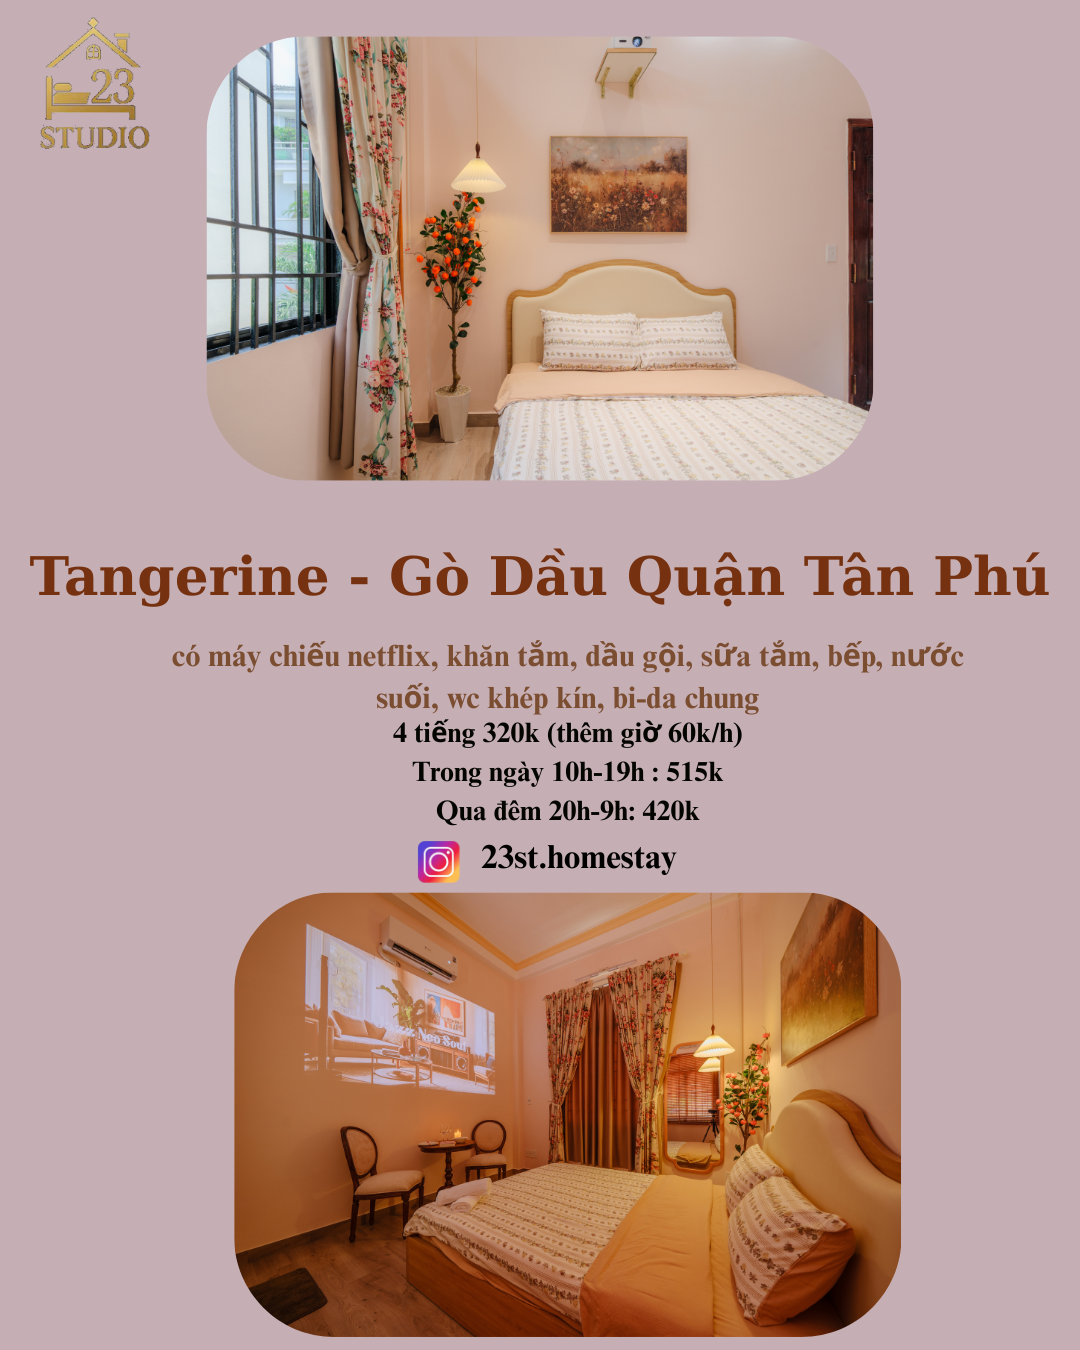 23
STUDIO
Tangerine - Gò Dầu Quận Tân Phú
có máy chiếu netflix, khăn tắm, dầu gội, sữa tắm, bếp, nước
suối, wc khép kín, bi-da chung
4 tiếng 320k (thêm giờ 60k/h)
Trong ngày 10h-19h : 515k
Qua đêm 20h-9h: 420k
23st.homestay
Neo Soul